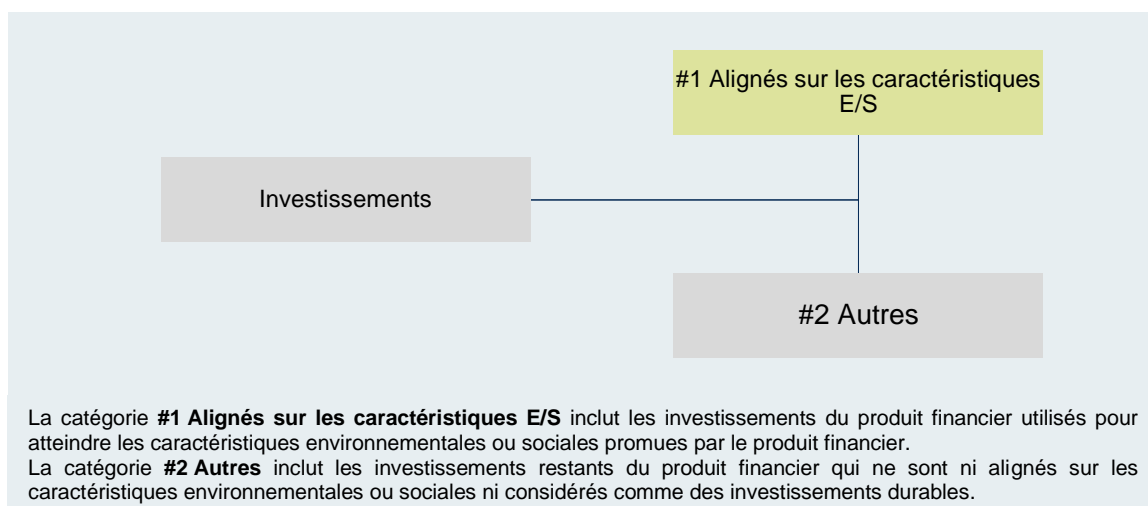 #1 Alignés sur les caractéristiques
E/S
Investissements
#2 Autres
La catégorie #1 Alignés sur les caractéristiques E/S inclut les investissements du produit financier utilisés pour
atteindre les caractéristiques environnementales ou sociales promues par le produit financier.
La catégorie #2 Autres inclut les investissements restants du produit financier qui ne sont ni alignés sur les
caractéristiques environnementales ou sociales ni considérés comme des investissements durables.